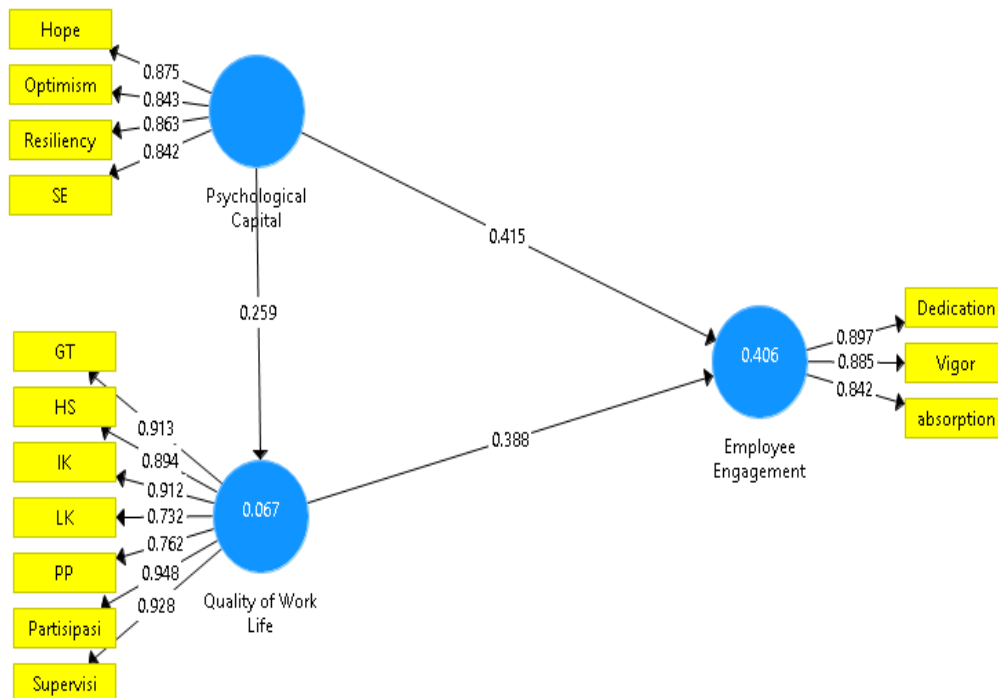 Hope
0.875
Optimism
0.843
Resiliency
0.863
SE
0.842
Psychological
Capital
0.415
0.259
GT
HS
IK
LK
PP
Partisipasi
Supervisi
0.913
0.894
0.912
0.732
0.762
0.948
0.928
0.067
Quality of Work
Life
0.388
0.406
Employee
Engagement
0.897
0.885
0.842
Dedication
Vigor
absorption